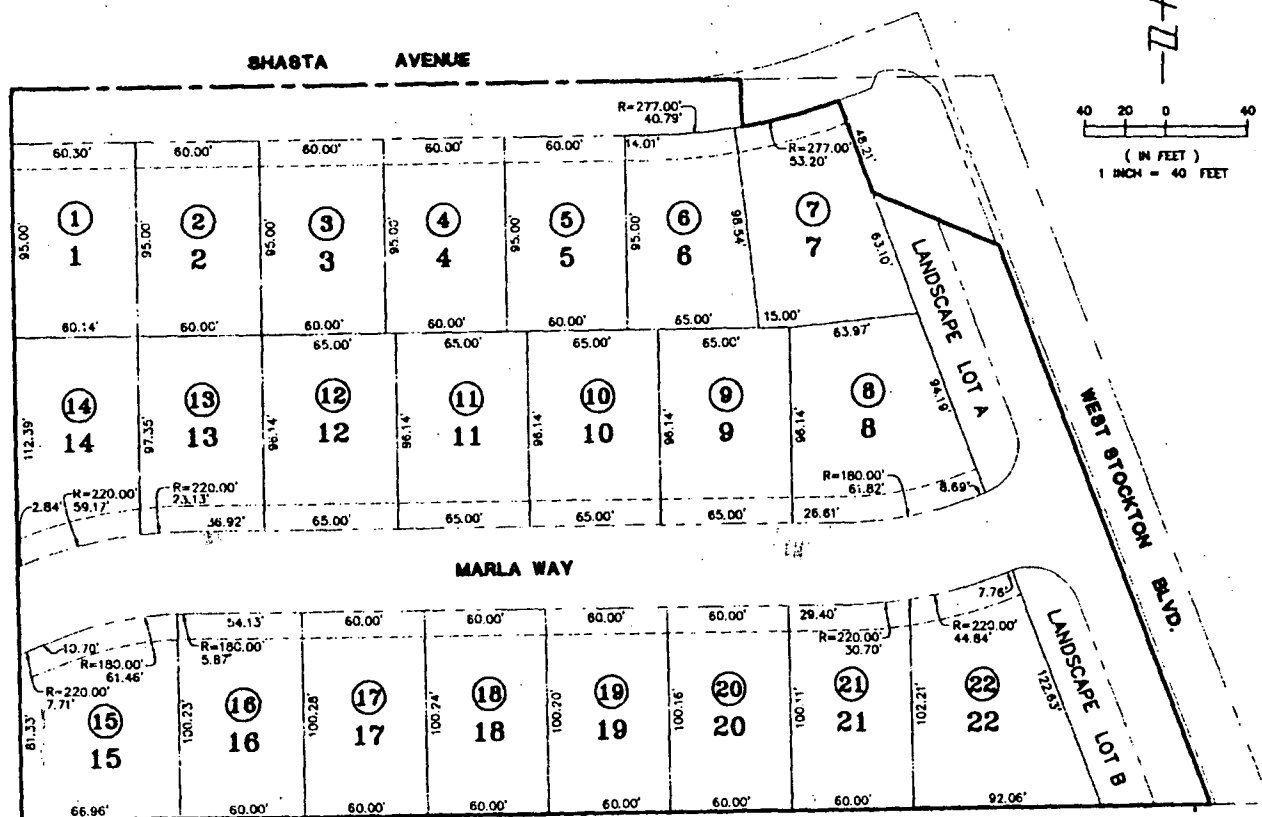 SHASTA AVENUE
40 20 0 40
( IN FEET )
1 INCH = 40 FEET
R=277.00'
40.79'
60.30' 60.00' 60.00' 60.00' 60.00' 14.01'
R=277.00'
53.20'
48.21'
95.00' 95.00' 95.00' 95.00' 95.00' 95.00' 98.54' 63.10'
1 2 3 4 5 6 7
1 2 3 4 5 6 7
60.14' 60.00' 60.00' 60.00' 60.00' 65.00' 15.00'
65.00' 65.00' 65.00' 65.00' 63.97'
LANDSCAPE LOT A
94.19'
14 13 12 11 10 9 8
14 13 12 11 10 9 8
112.39' 97.35' 96.14' 96.14' 96.14' 96.14' 96.14'
2.84'
R=220.00'
59.17'
R=220.00'
23.13'
36.92' 65.00' 65.00' 65.00' 65.00' 26.61'
R=180.00'
61.82'
8.69'
MARLA WAY
WEST STOCKTON BLVD.
R=180.00'
61.46'
R=220.00'
7.71'
54.13'
R=180.00'
5.87'
60.00' 60.00' 60.00' 60.00' 29.40'
R=220.00'
30.70'
R=220.00'
44.84'
7.76'
81.33' 100.23' 100.28' 100.24' 100.20' 100.16' 100.11' 102.21' 122.63'
15 16 17 18 19 20 21 22
15 16 17 18 19 20 21 22
LANDSCAPE LOT B
66.96' 60.00' 60.00' 60.00' 60.00' 60.00' 60.00' 92.06'